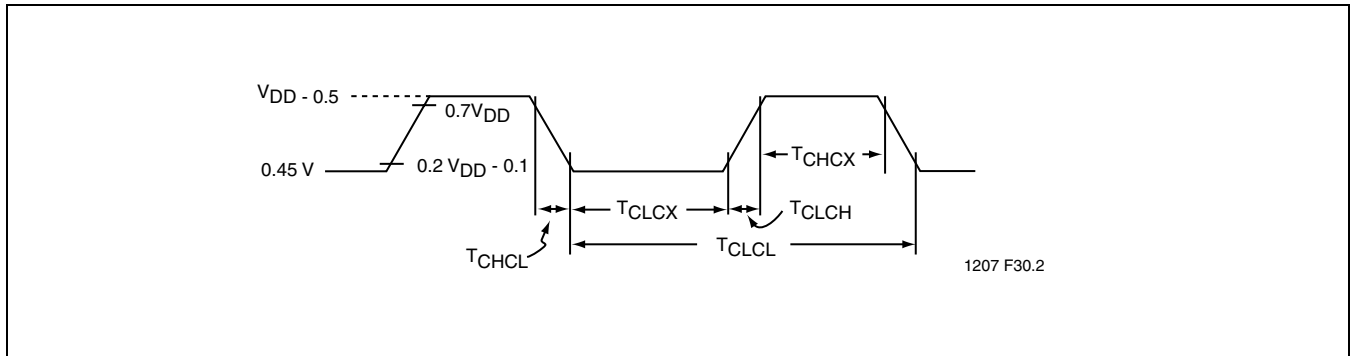 VDD - 0.5
0.7VDD
0.45 V
0.2 VDD - 0.1
TCHCX
TCLCX
TCLCH
TCHCL
TCLCL
1207 F30.2